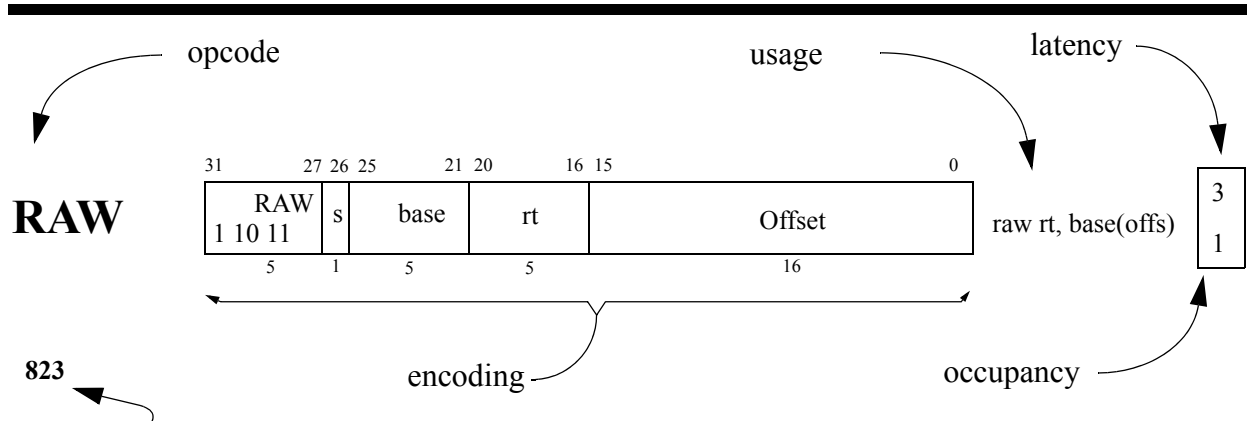 opcode usage latency
31 27 26 25 21 20 16 15 0
RAW s base rt Offset 3
RAW 1 10 11 raw rt, base(offs) 1
5 1 5 5 16
encoding occupancy
823